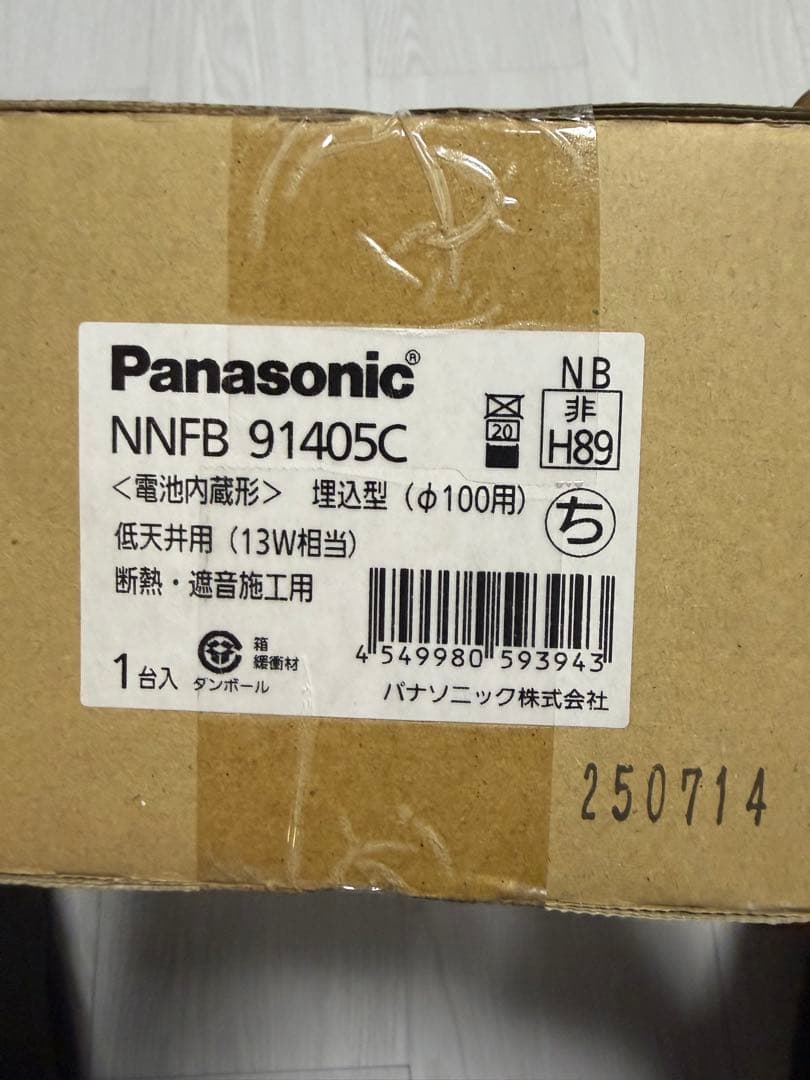 Panasonic®
NB
NNFB 91405C
20
非
H89
<電池内蔵形> 埋込型(φ100用)
ち
低天井用(13W相当)
断熱・遮音施工用
1台入
箱
緩衝材
ダンボール
4 549980 593943
パナソニック株式会社
250714